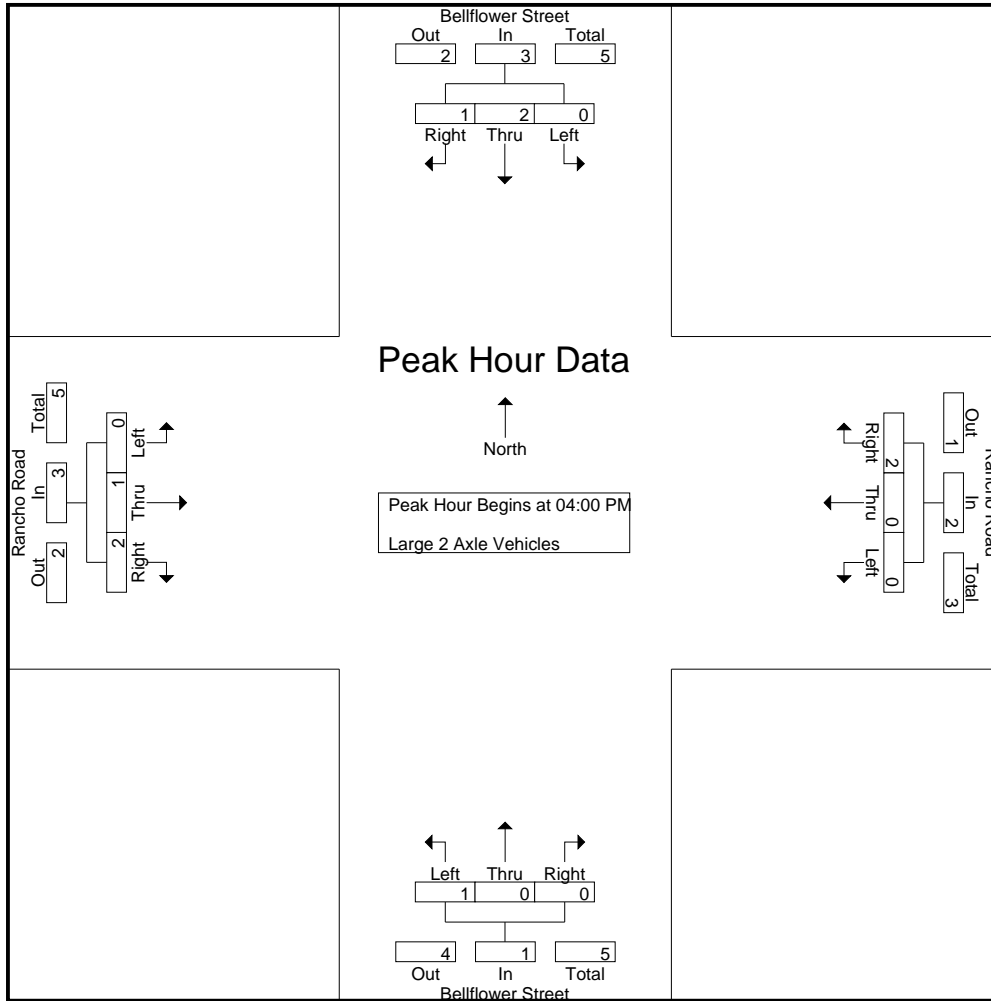 Bellflower Street
Out In Total
2 3 5
1 2 0
Right Thru Left
Peak Hour Data
North
Peak Hour Begins at 04:00 PM
Large 2 Axle Vehicles
Rancho Road
Total In Out
5 3 2
0 1 2
Left Thru Right
Rancho Road
Out In Total
1 2 3
2 0 0
Right Thru Left
Left Thru Right
1 0 0
4 1 5
Out In Total
Bellflower Street